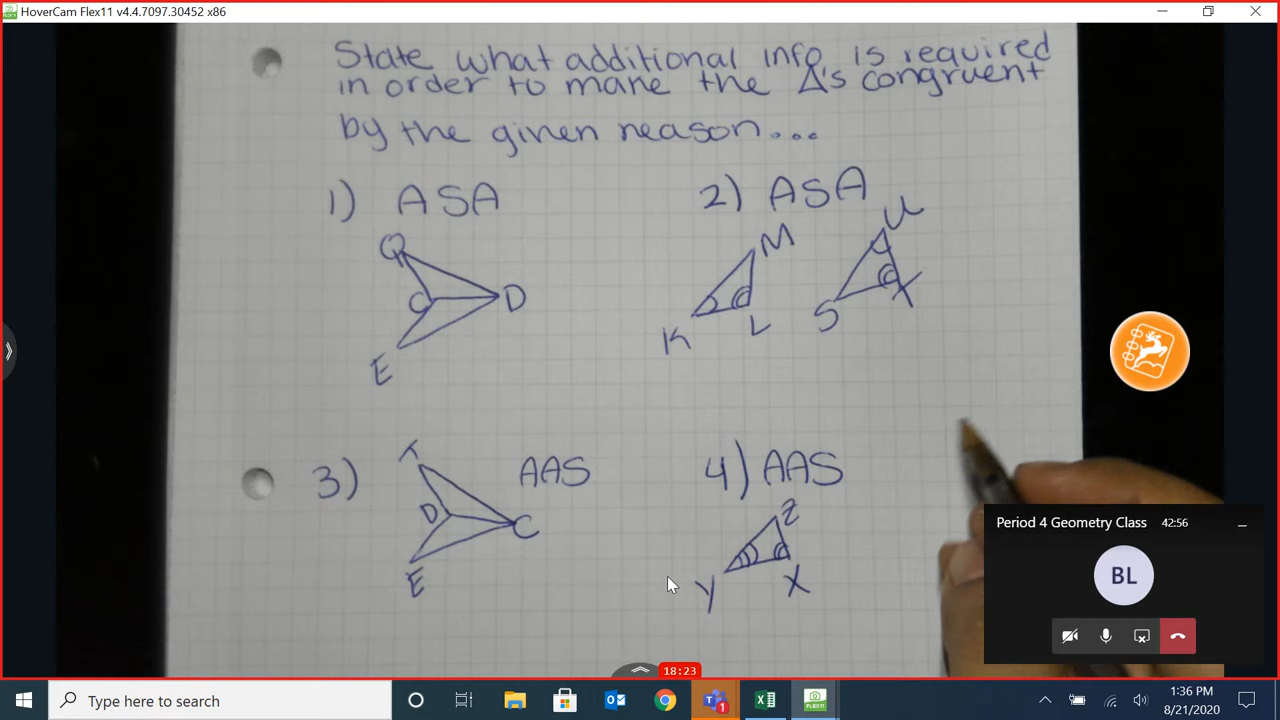 HoverCam Flex11 v4.4.7097.30452 x86
State what additional info is required
in order to make the Δ's congruent
by the given reason...
1) ASA
2) ASA
Q
C
D
E
M
K
L
U
S
X
3)
AAS
T
D
C
E
4) AAS
Z
Y
X
Period 4 Geometry Class 42:56
BL
18:23
Type here to search
1
FLEX11
1:36 PM
8/21/2020